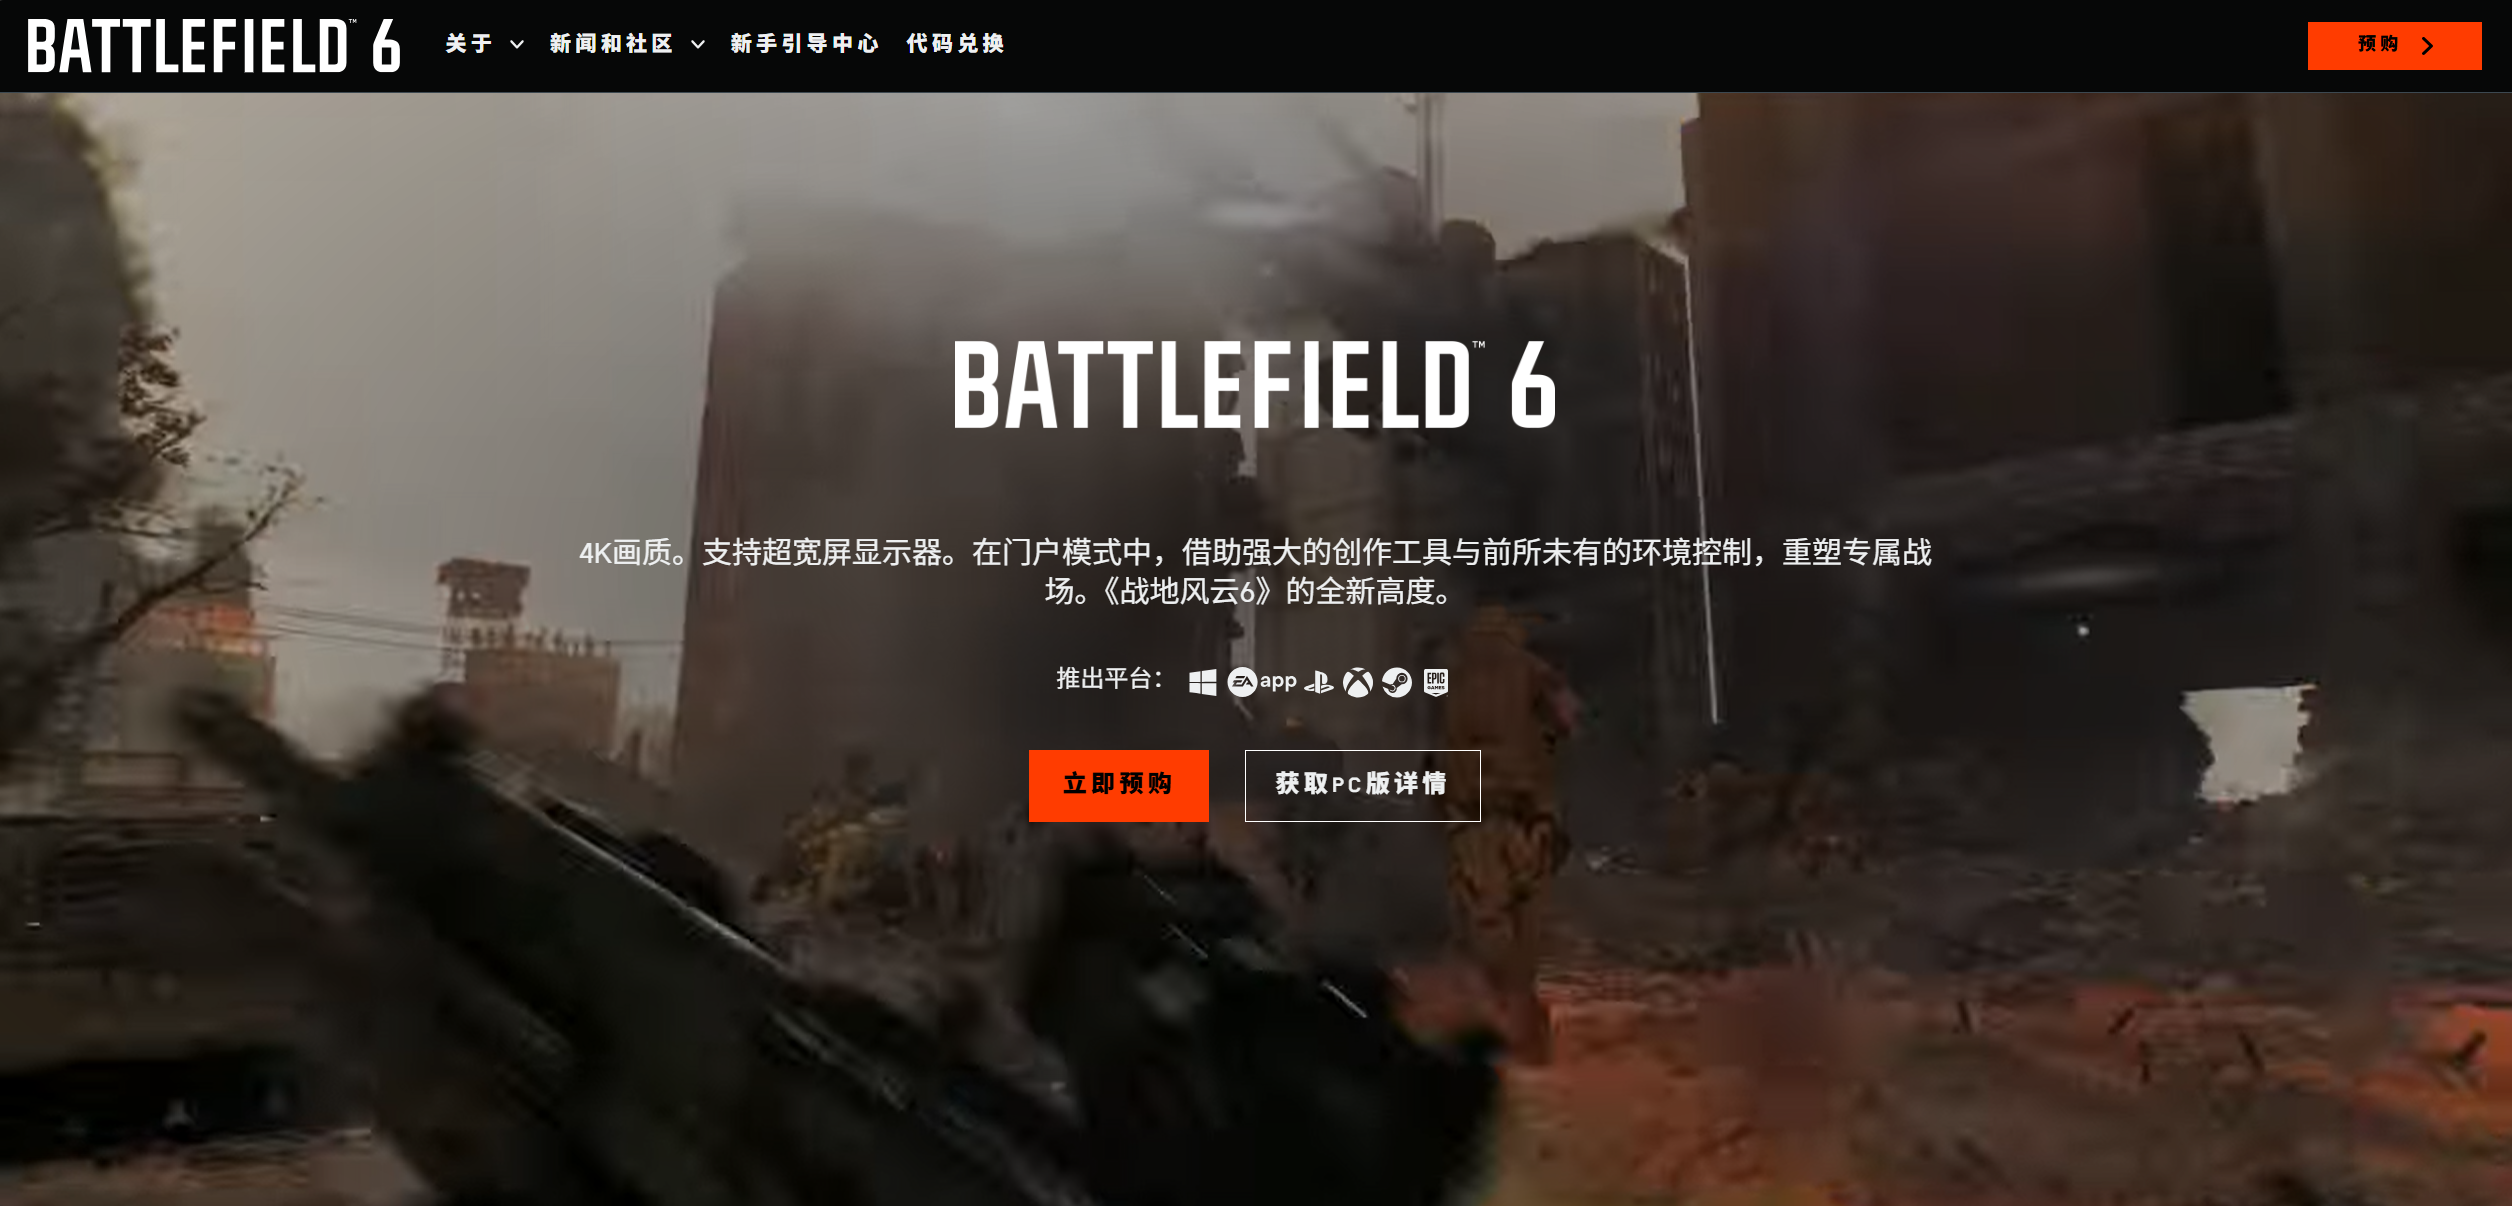 BATTLEFIELD™ 6
关于
新闻和社区
新手引导中心
代码兑换
预购
BATTLEFIELD™ 6
4K画质。支持超宽屏显示器。在门户模式中，借助强大的创作工具与前所未有的环境控制，重塑专属战
场。《战地风云6》的全新高度。
推出平台：
EA app
EPIC GAMES
立即预购
获取PC版详情